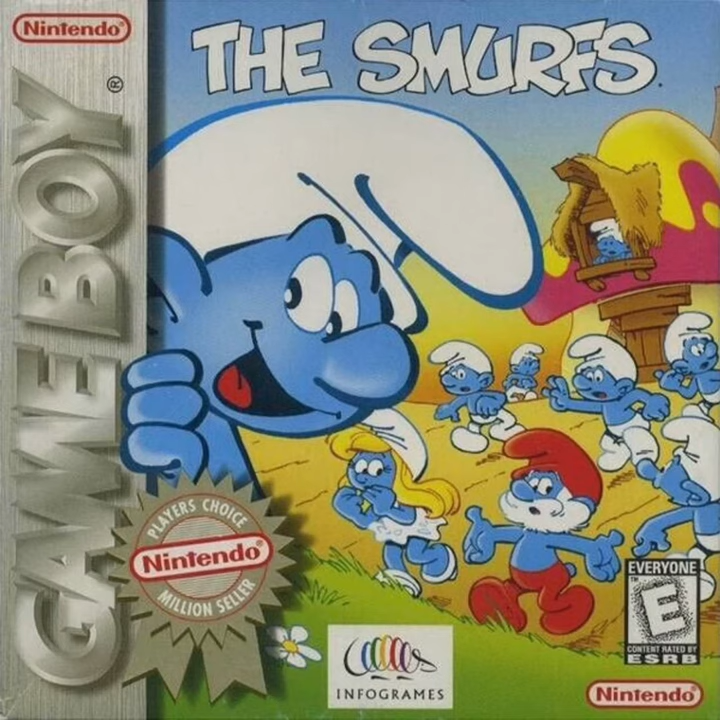 Nintendo®
GAME BOY®
THE SMURFS
PLAYERS CHOICE
Nintendo®
MILLION SELLER
INFOGRAMES
EVERYONE
E
CONTENT RATED BY
ESRB
Nintendo